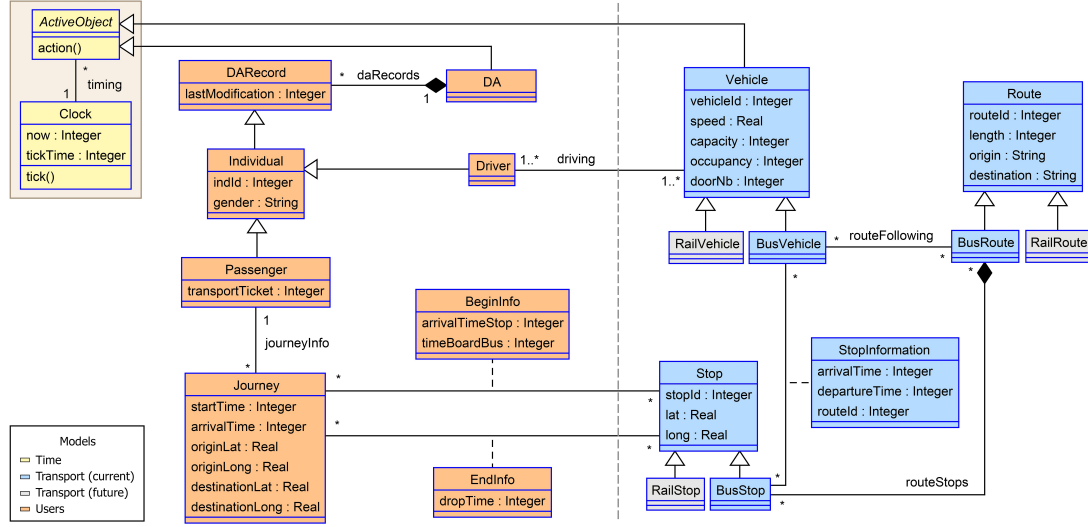 ActiveObject
action()
*
timing
1
Clock
now : Integer
tickTime : Integer
tick()
DARecord
lastModification : Integer
*
daRecords
1
DA
Individual
indId : Integer
gender : String
Driver
1..*
driving
1..*
Vehicle
vehicleId : Integer
speed : Real
capacity : Integer
occupancy : Integer
doorNb : Integer
Route
routeId : Integer
length : Integer
origin : String
destination : String
RailVehicle
BusVehicle
*
routeFollowing
*
BusRoute
RailRoute
*
*
Passenger
transportTicket : Integer
1
journeyInfo
*
BeginInfo
arrivalTimeStop : Integer
timeBoardBus : Integer
Journey
startTime : Integer
arrivalTime : Integer
originLat : Real
originLong : Real
destinationLat : Real
destinationLong : Real
*
*
*
*
EndInfo
dropTime : Integer
Stop
stopId : Integer
lat : Real
long : Real
StopInformation
arrivalTime : Integer
departureTime : Integer
routeId : Integer
RailStop
BusStop
*
*
routeStops
Models
Time
Transport (current)
Transport (future)
Users